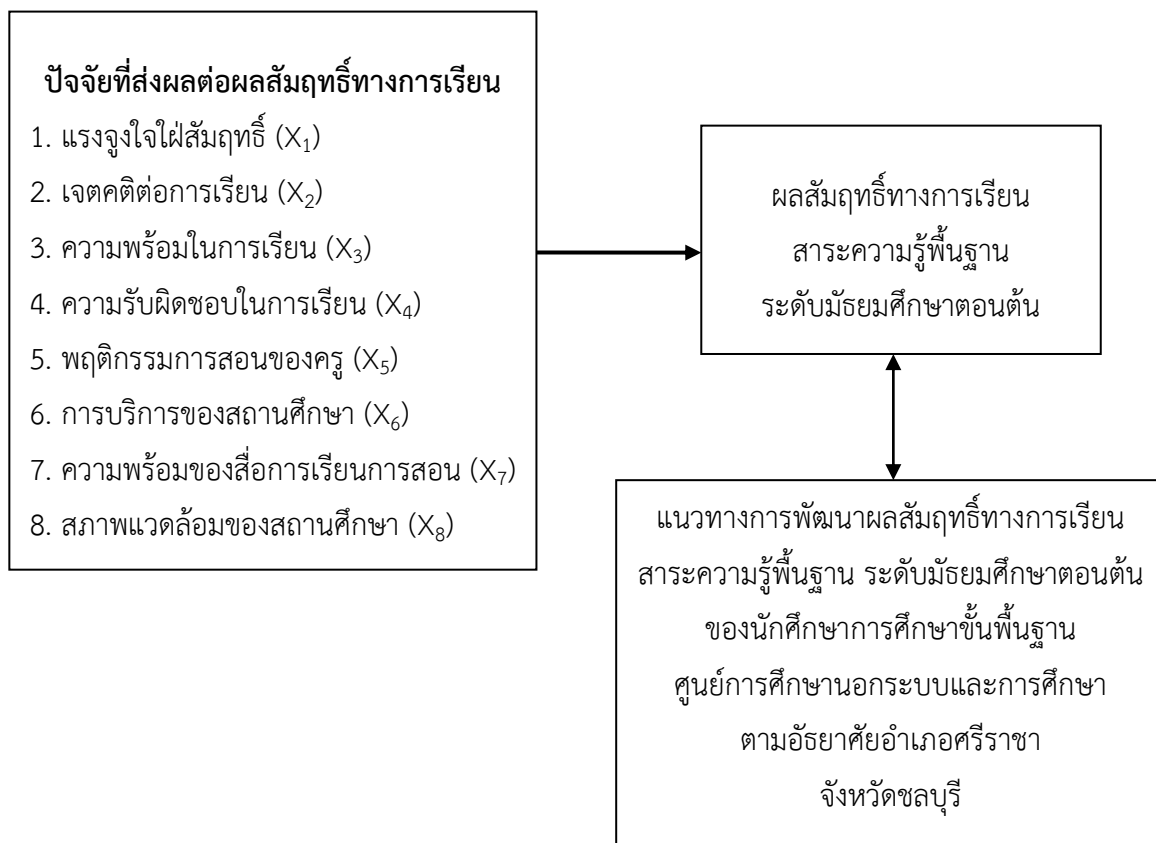 ปัจจัยที่ส่งผลต่อผลสัมฤทธิ์ทางการเรียน
1. แรงจูงใจใฝ่สัมฤทธิ์ (X₁)
2. เจตคติต่อการเรียน (X₂)
3. ความพร้อมในการเรียน (X₃)
4. ความรับผิดชอบในการเรียน (X₄)
5. พฤติกรรมการสอนของครู (X₅)
6. การบริการของสถานศึกษา (X₆)
7. ความพร้อมของสื่อการเรียนการสอน (X₇)
8. สภาพแวดล้อมของสถานศึกษา (X₈)
ผลสัมฤทธิ์ทางการเรียน
สาระความรู้พื้นฐาน
ระดับมัธยมศึกษาตอนต้น
แนวทางการพัฒนาผลสัมฤทธิ์ทางการเรียน
สาระความรู้พื้นฐาน ระดับมัธยมศึกษาตอนต้น
ของนักศึกษาการศึกษาขั้นพื้นฐาน
ศูนย์การศึกษานอกระบบและการศึกษา
ตามอัธยาศัยอำเภอศรีราชา
จังหวัดชลบุรี